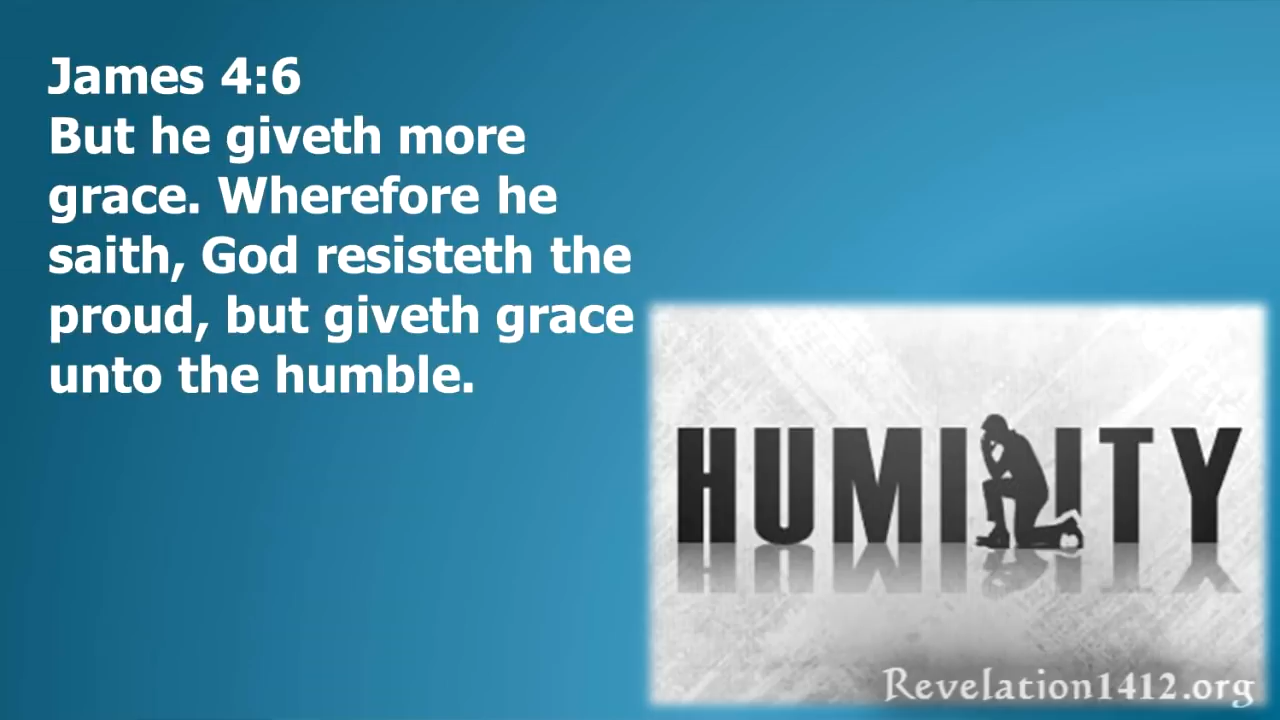 James 4:6
But he giveth more
grace. Wherefore he
saith, God resisteth the
proud, but giveth grace
unto the humble.
HUMILITY
Revelation1412.org